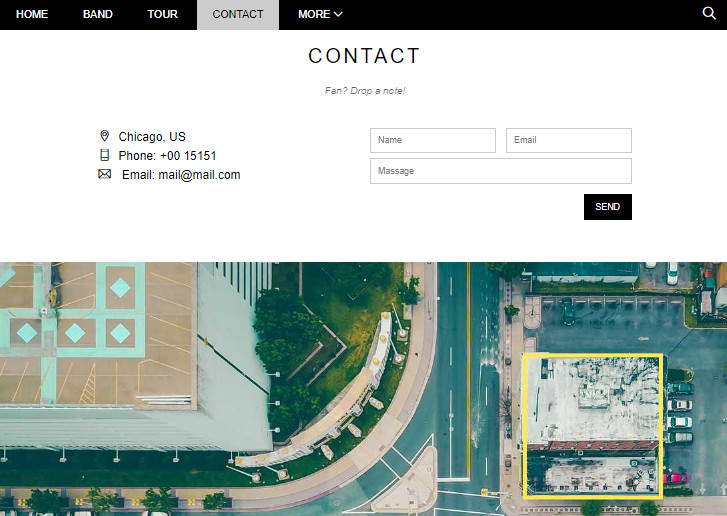 HOME BAND TOUR CONTACT MORE
CONTACT
Fan? Drop a note!
Chicago, US
Phone: +00 15151
Email: mail@mail.com
Name Email
Massage
SEND